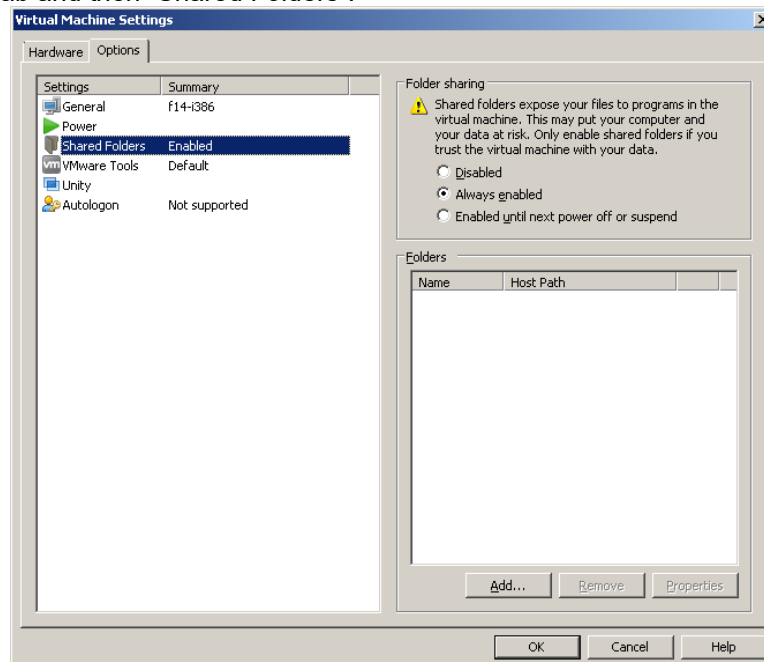 and then "Shared Folders".
Virtual Machine Settings
Hardware Options
Settings Summary
General f14-i386
Power
Shared Folders Enabled
VMware Tools Default
Unity
Autologon Not supported
Folder sharing
Shared folders expose your files to programs in the
virtual machine. This may put your computer and
your data at risk. Only enable shared folders if you
trust the virtual machine with your data.
Disabled
Always enabled
Enabled until next power off or suspend
Folders
Name Host Path
Add... Remove Properties
OK Cancel Help